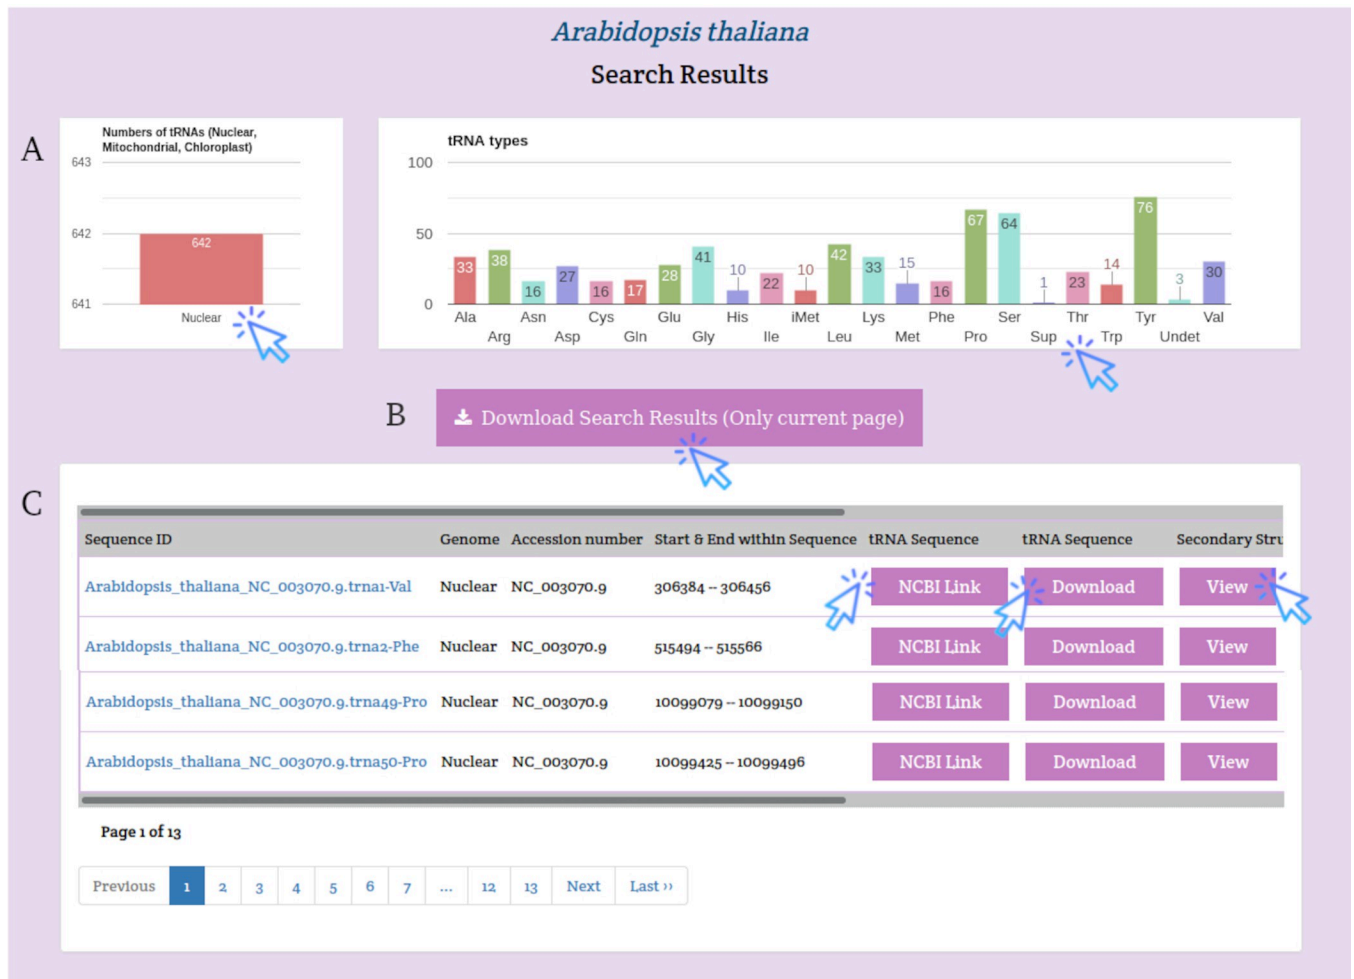 Arabidopsis thaliana
Search Results
A
Numbers of tRNAs (Nuclear,
Mitochondrial, Chloroplast)
643
642
641
642
Nuclear
tRNA types
100
50
0
33 38 16 27 16 17 28 41 10 22 10 42 33 15 16 67 64 1 23 14 76 3 30
Ala Asn Cys Glu His iMet Lys Phe Ser Thr Tyr Val
Arg Asp Gln Gly Ile Leu Met Pro Sup Trp Undet
B
Download Search Results (Only current page)
C
Sequence ID Genome Accession number Start & End within Sequence tRNA Sequence tRNA Sequence Secondary Stru
Arabidopsis_thaliana_NC_003070.9.trna1-Val Nuclear NC_003070.9 306384 -- 306456 NCBI Link Download View
Arabidopsis_thaliana_NC_003070.9.trna2-Phe Nuclear NC_003070.9 515494 -- 515566 NCBI Link Download View
Arabidopsis_thaliana_NC_003070.9.trna49-Pro Nuclear NC_003070.9 10099079 -- 10099150 NCBI Link Download View
Arabidopsis_thaliana_NC_003070.9.trna50-Pro Nuclear NC_003070.9 10099425 -- 10099496 NCBI Link Download View
Page 1 of 13
Previous 1 2 3 4 5 6 7 ... 12 13 Next Last ››